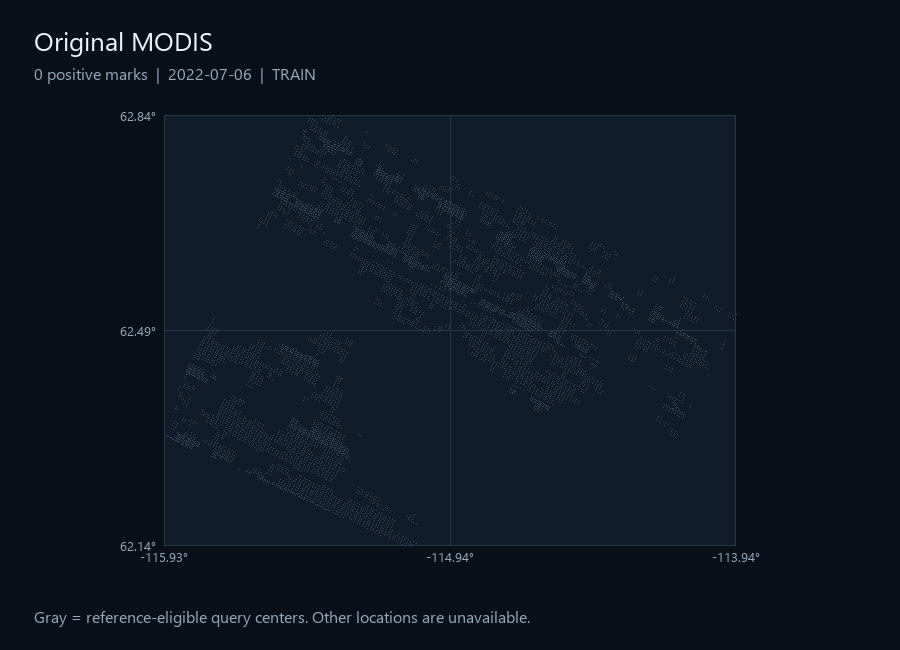 Original MODIS
0 positive marks | 2022-07-06 | TRAIN
62.84°
62.49°
62.14°
-115.93°
-114.94°
-113.94°
Gray = reference-eligible query centers. Other locations are unavailable.